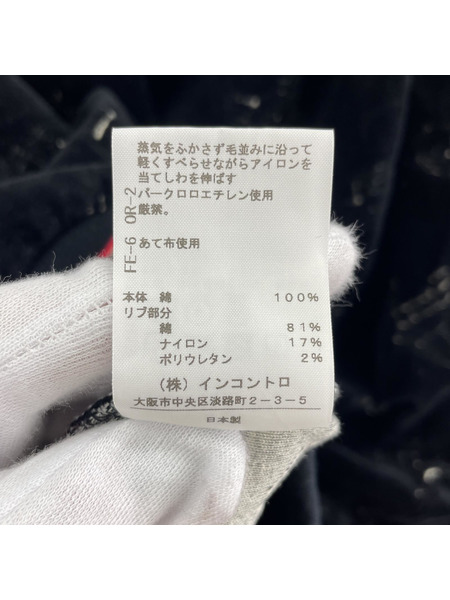 蒸気をふかさず毛並みに沿って
軽くすべらせながらアイロンを
当てしわを伸ばす
パークロロエチレン使用
厳禁。
あて布使用
FE-6 OR-2
本体 綿 100%
リブ部分
綿 81%
ナイロン 17%
ポリウレタン 2%
(株)インコントロ
大阪市中央区淡路町2-3-5
日本製